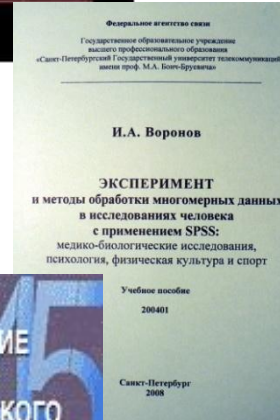 Федеральное агентство связи
Государственное образовательное учреждение
высшего профессионального образования
«Санкт-Петербургский Государственный университет телекоммуникаций
имени проф. М.А. Бонч-Бруевича»
И.А. Воронов
ЭКСПЕРИМЕНТ
и методы обработки многомерных данных
в исследованиях человека
с применением SPSS:
медико-биологические исследования,
психология, физическая культура и спорт
Учебное пособие
200401
Санкт-Петербург
2008
ИЕ
КОГО